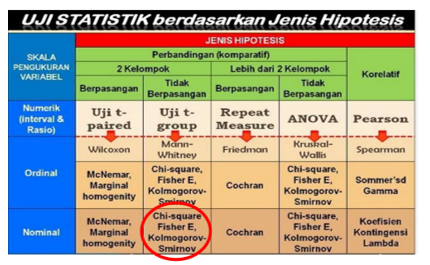 UJI STATISTIK berdasarkan Jenis Hipotesis
SKALA
PENGUKURAN
VARIABEL
JENIS HIPOTESIS
Perbandingan (komparatif)
Korelatif
2 Kelompok
Lebih dari 2 Kelompok
Berpasangan
Tidak
Berpasangan
Berpasangan
Tidak
Berpasangan
Numerik
(interval &
Rasio)
Uji t-
paired
Uji t-
group
Repeat
Measure
ANOVA
Pearson
Wilcoxon
Mann-
Whitney
Friedman
Kruskal-
Wallis
Spearman
Ordinal
McNemar,
Marginal
homogenity
Chi-square,
Fisher E,
Kolmogorov-
Smirnov
Cochran
Chi-square,
Fisher E,
Kolmogorov-
Smirnov
Sommer'sd
Gamma
Nominal
McNemar,
Marginal
homogenity
Chi-square
Fisher E,
Kolmogorov-
Smirnov
Cochran
Chi-square,
Fisher E,
Kolmogorov-
Smirnov
Koefisien
Kontingensi
Lambda